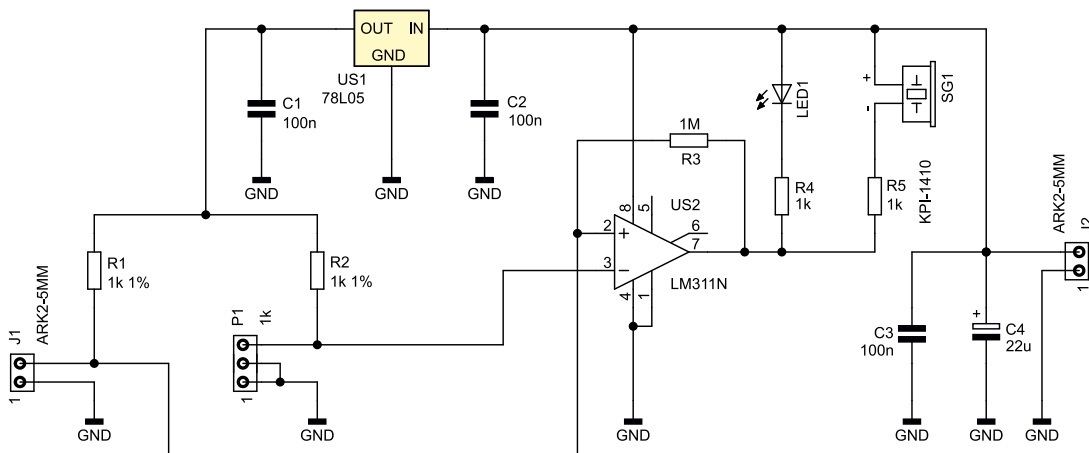 OUT IN
GND
US1
78L05
C1
100n
C2
100n
GND
GND
GND
1M
R3
LED1
+
-
SG1
KPI-1410
R4
1k
R5
1k
US2
8
5
2
+
6
7
3
-
4
1
LM311N
R1
1k 1%
R2
1k 1%
ARK2-5MM
J1
1
P1
1k
1
GND
GND
GND
C3
100n
+
C4
22u
GND
GND
GND
ARK2-5MM
J2
1